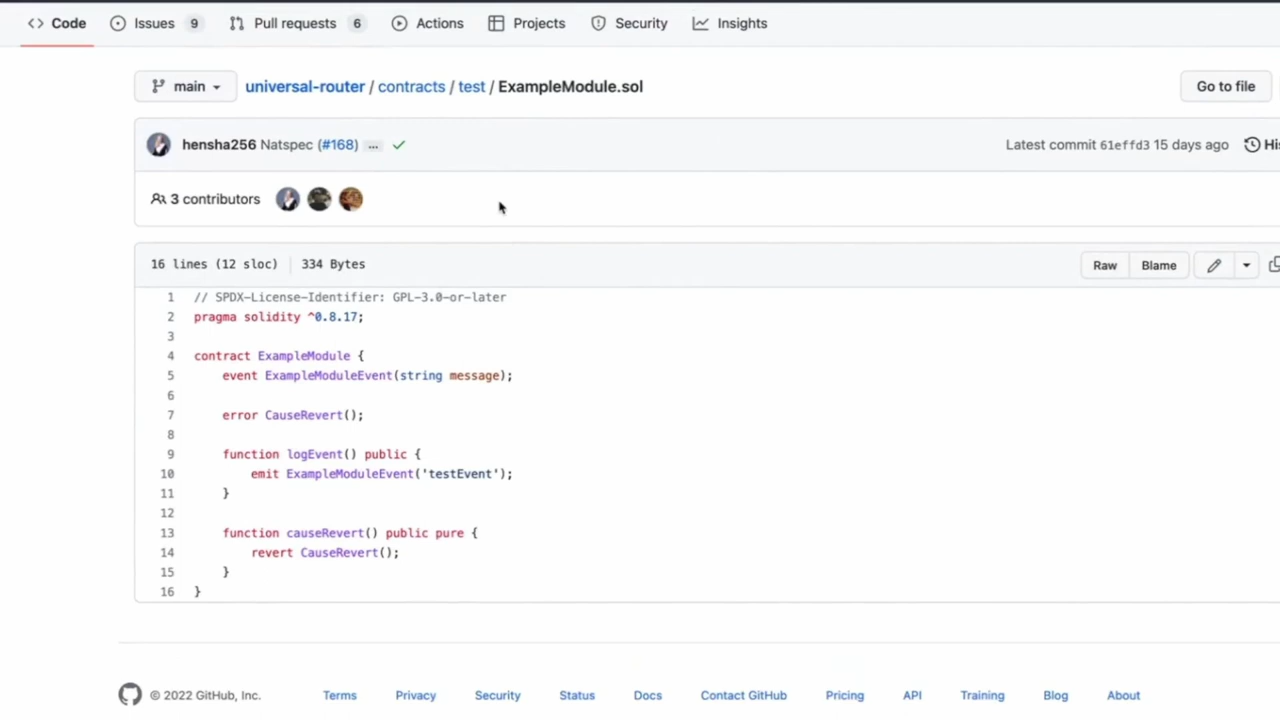 Code Issues 9 Pull requests 6 Actions Projects Security Insights
main universal-router / contracts / test / ExampleModule.sol Go to file
hensha256 Natspec (#168) ... Latest commit 61effd3 15 days ago
3 contributors
16 lines (12 sloc) 334 Bytes Raw Blame
1 // SPDX-License-Identifier: GPL-3.0-or-later
2 pragma solidity ^0.8.17;
3
4 contract ExampleModule {
5 event ExampleModuleEvent(string message);
6
7 error CauseRevert();
8
9 function logEvent() public {
10 emit ExampleModuleEvent('testEvent');
11 }
12
13 function causeRevert() public pure {
14 revert CauseRevert();
15 }
16 }
© 2022 GitHub, Inc. Terms Privacy Security Status Docs Contact GitHub Pricing API Training Blog About